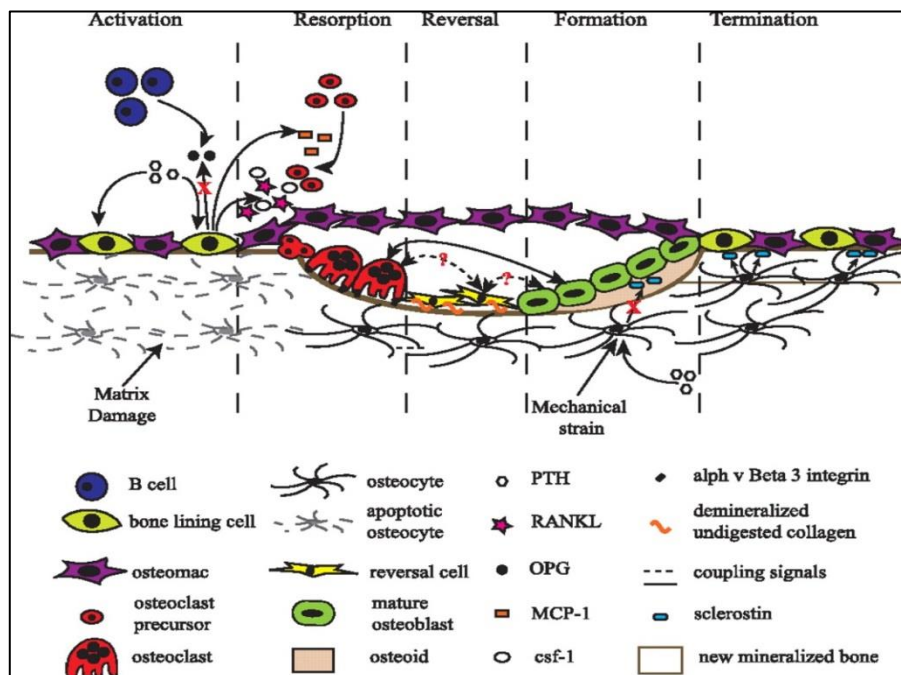 Activation
Resorption
Reversal
Formation
Termination
X
?
?
X
Matrix
Damage
Mechanical
strain
B cell
osteocyte
PTH
alph v Beta 3 integrin
bone lining cell
apoptotic
osteocyte
RANKL
demineralized
undigested collagen
osteomac
reversal cell
OPG
coupling signals
osteoclast
precursor
mature
osteoblast
MCP-1
sclerostin
osteoclast
osteoid
csf-1
new mineralized bone